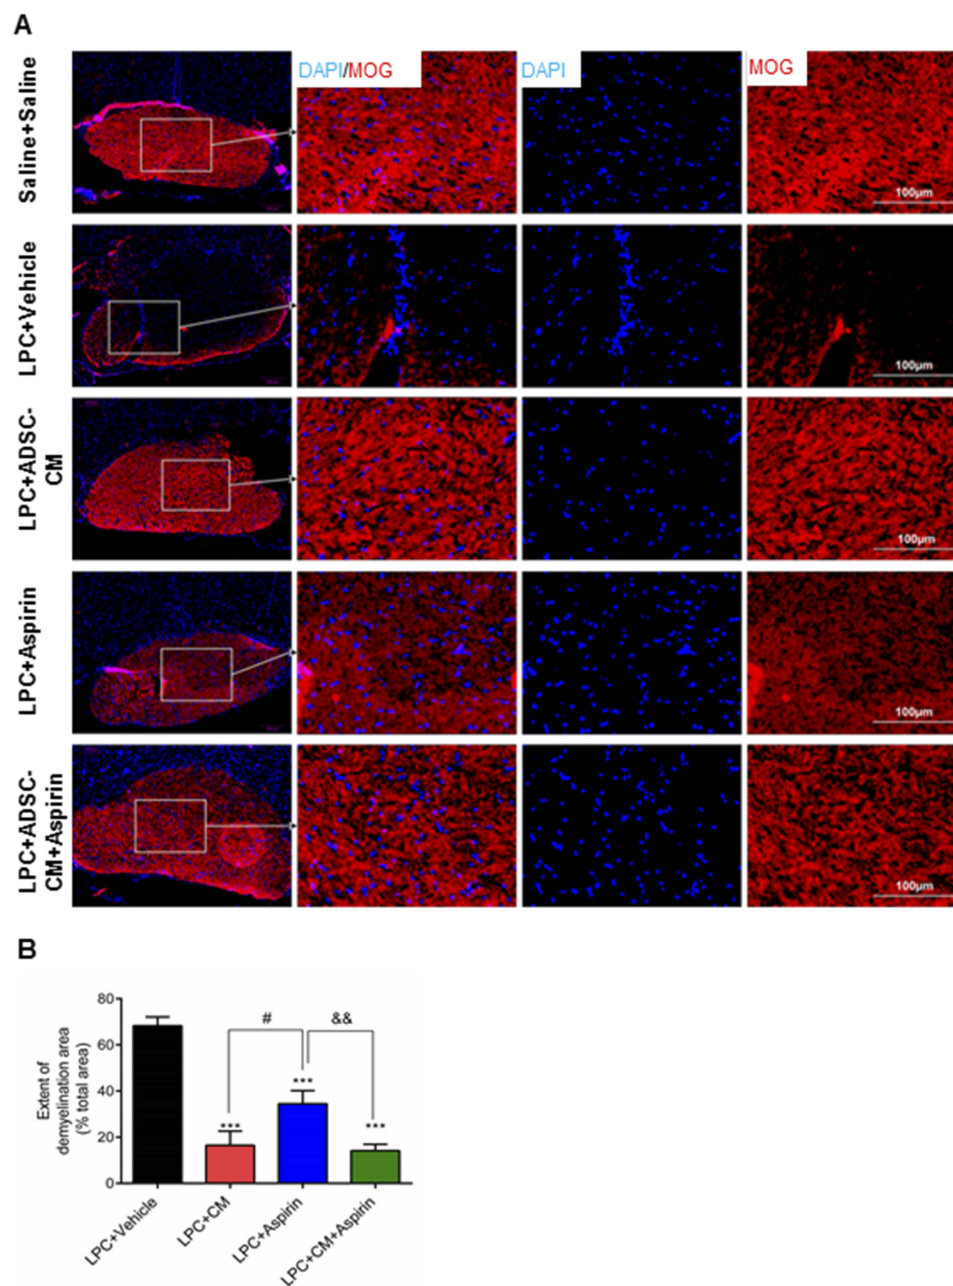 A
Saline+Saline
DAPI/MOG
DAPI
MOG
100µm
LPC+Vehicle
100µm
LPC+ADSC-
CM
100µm
LPC+Aspirin
100µm
LPC+ADSC-
CM+Aspirin
100µm
B
Extent of
demyelination area
(% total area)
80
60
40
20
0
#
&&
***
***
***
LPC+Vehicle
LPC+CM
LPC+Aspirin
LPC+CM+Aspirin